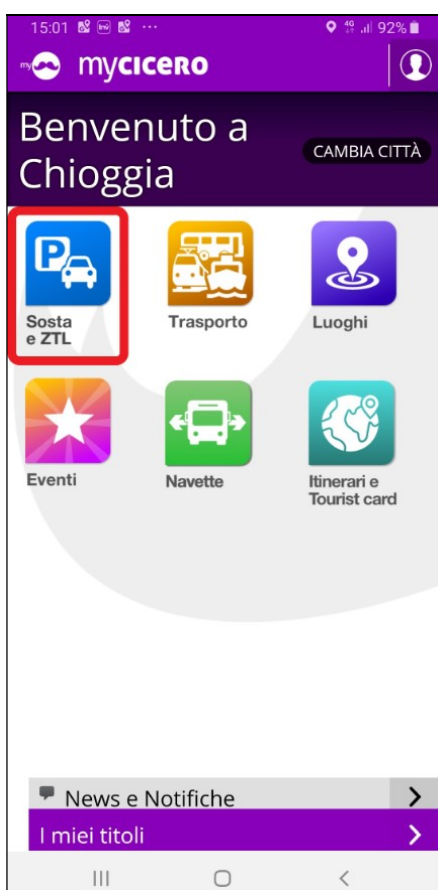 15:01 92%
my mycicero
Benvenuto a
Chioggia
CAMBIA CITTÀ
P
Sosta
e ZTL
Trasporto
Luoghi
Eventi
Navette
Itinerari e
Tourist card
News e Notifiche
I miei titoli